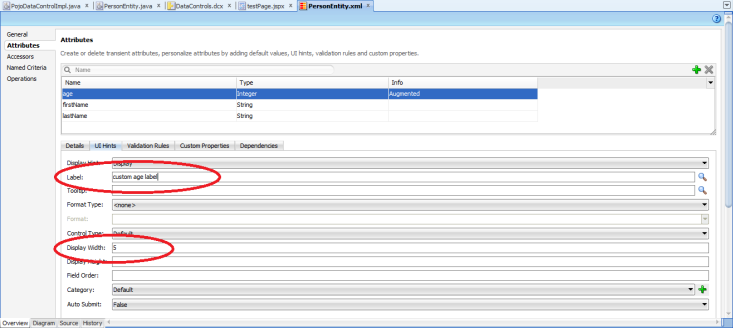 PojoDataControlImpl.java × PersonEntity.java × DataControls.dcx × testPage.jspx × PersonEntity.xml ×
General
Attributes
Accessors
Named Criteria
Operations
Attributes
Create or delete transient attributes, personalize attributes by adding default values, UI hints, validation rules and custom properties.
Name
Name Type Info
age Integer Augmented
firstName String
lastName String
Details UI Hints Validation Rules Custom Properties Dependencies
Display Hint: Display
Label: custom age label
Tooltip:
Format Type: <none>
Format:
Control Type: Default
Display Width: 5
Display Height:
Field Order:
Category: Default
Auto Submit: False
Overview Diagram Source History